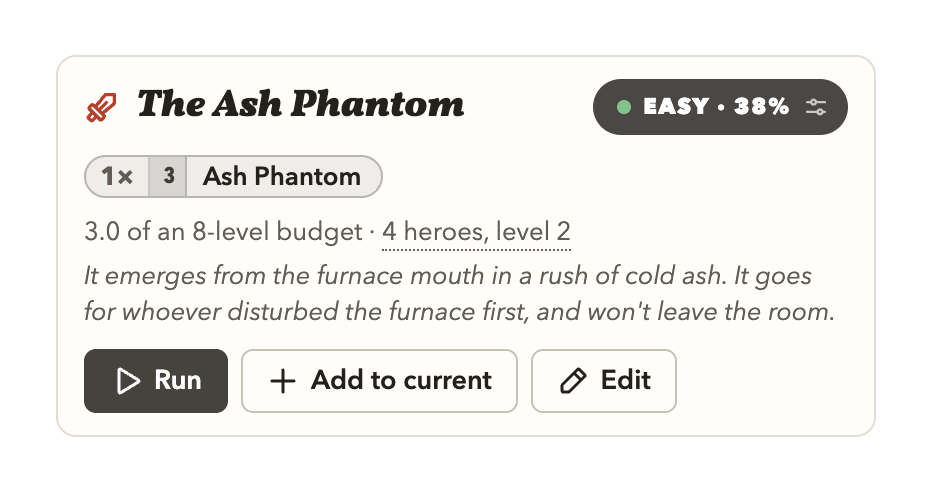 The Ash Phantom
EASY • 38%
1× 3 Ash Phantom
3.0 of an 8-level budget · 4 heroes, level 2
It emerges from the furnace mouth in a rush of cold ash. It goes
for whoever disturbed the furnace first, and won't leave the room.
Run
Add to current
Edit